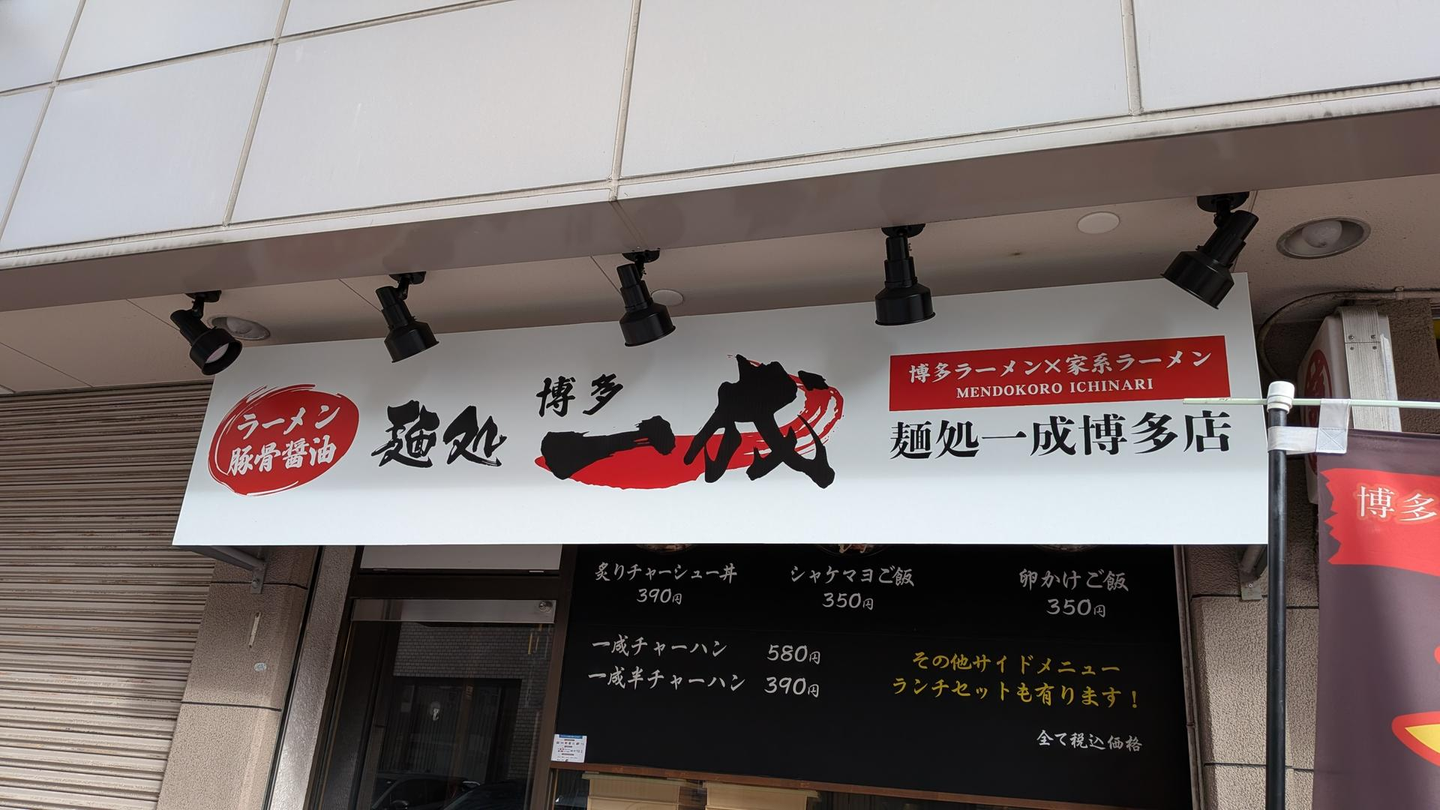 ラーメン
豚骨醤油
麺処
博多
一成
博多ラーメン×家系ラーメン
MENDOKORO ICHINARI
麺処一成博多店
博多
炙りチャーシュー丼
390円
シャケマヨご飯
350円
卵かけご飯
350円
一成チャーハン 580円
一成半チャーハン 390円
その他サイドメニュー
ランチセットも有ります!
全て税込価格